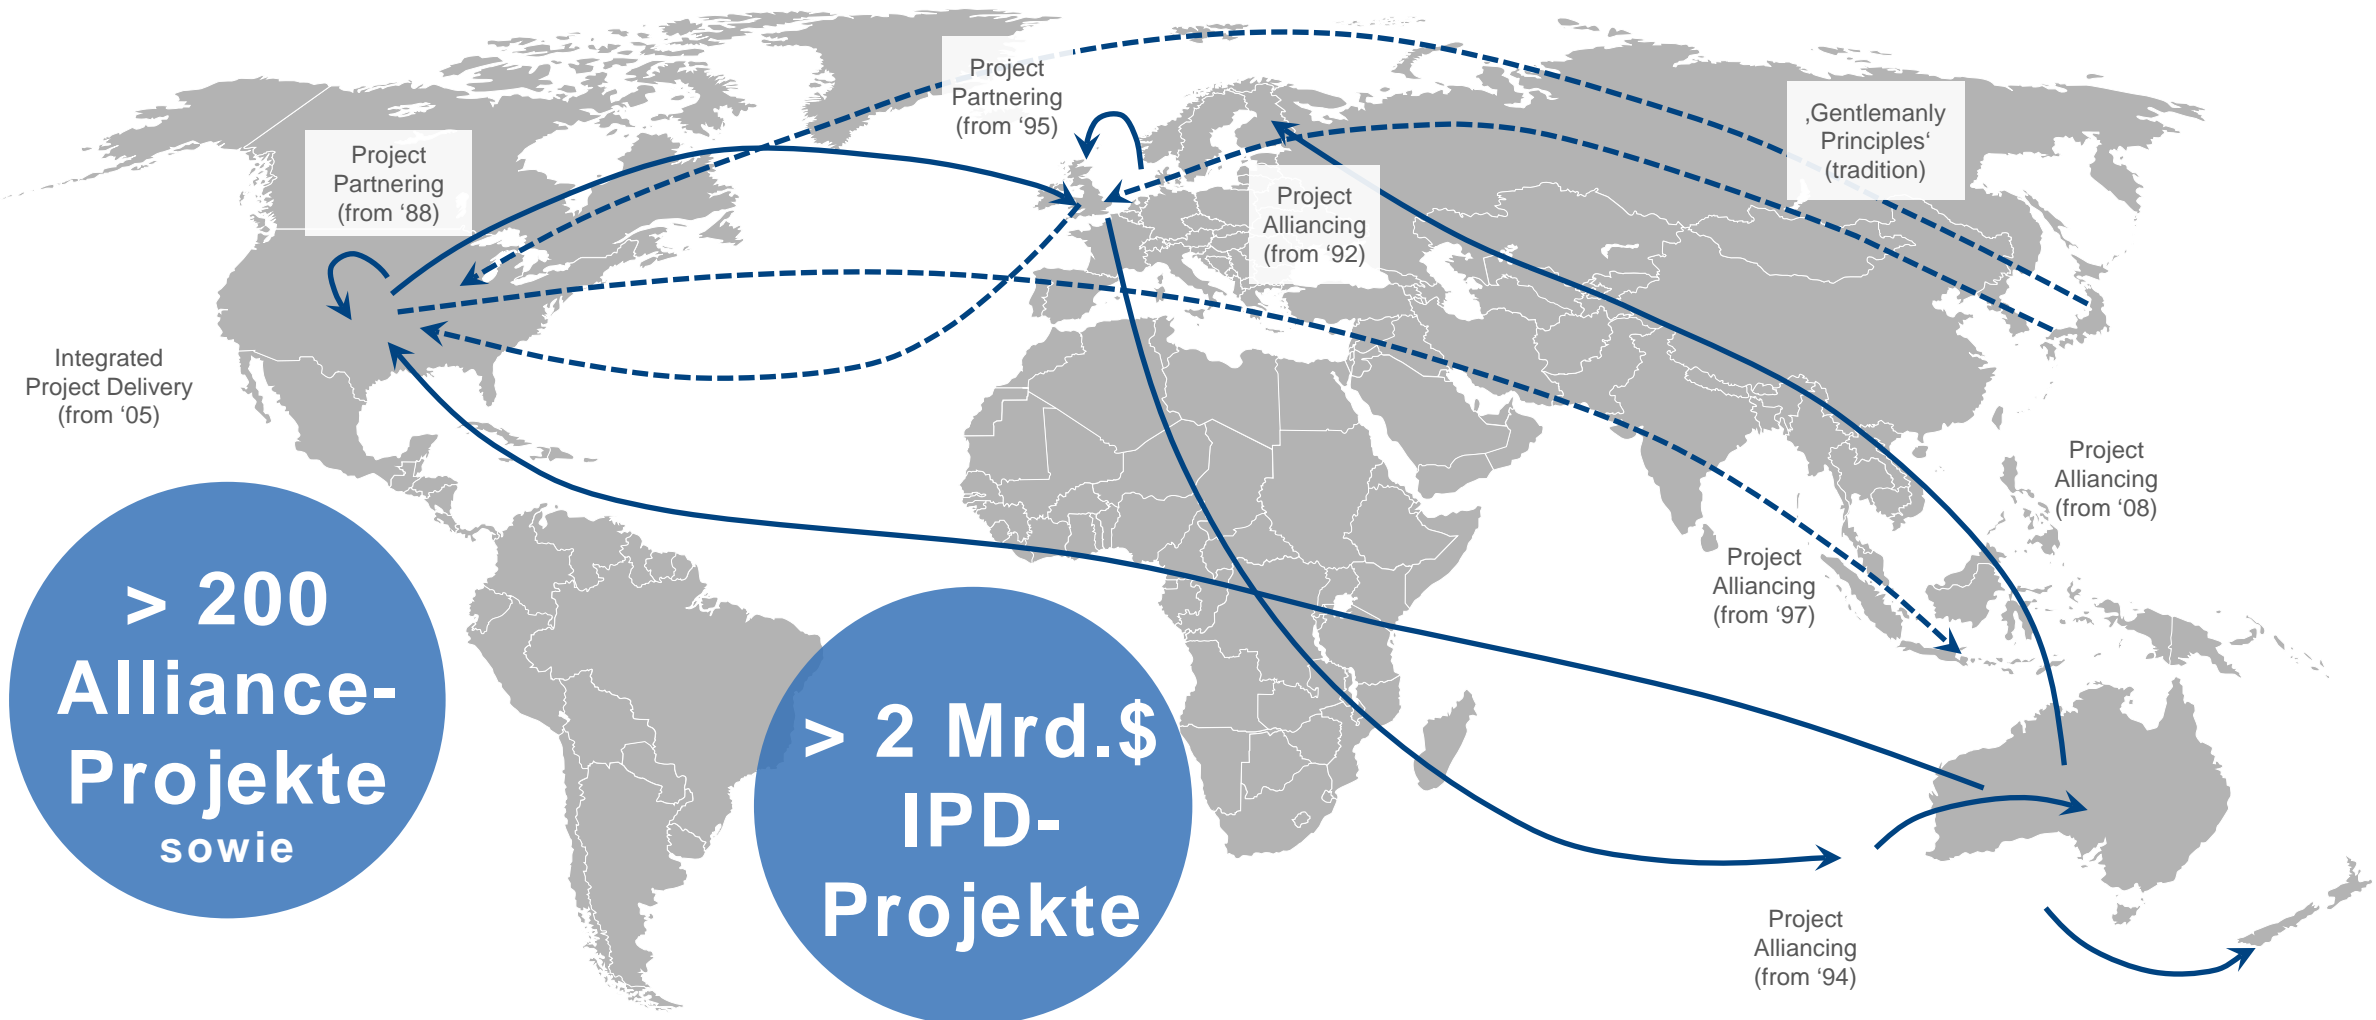 Project
Partnering
(from ‘95)
‚Gentlemanly
Principles‘
(tradition)
Project
Partnering
(from ‘88)
Project
Alliancing
(from ‘92)
Integrated
Project Delivery
(from ‘05)
Project
Alliancing
(from ‘08)
Project
Alliancing
(from ‘97)
> 200
Alliance-
Projekte
sowie
> 2 Mrd.$
IPD-
Projekte
Project
Alliancing
(from ‘94)